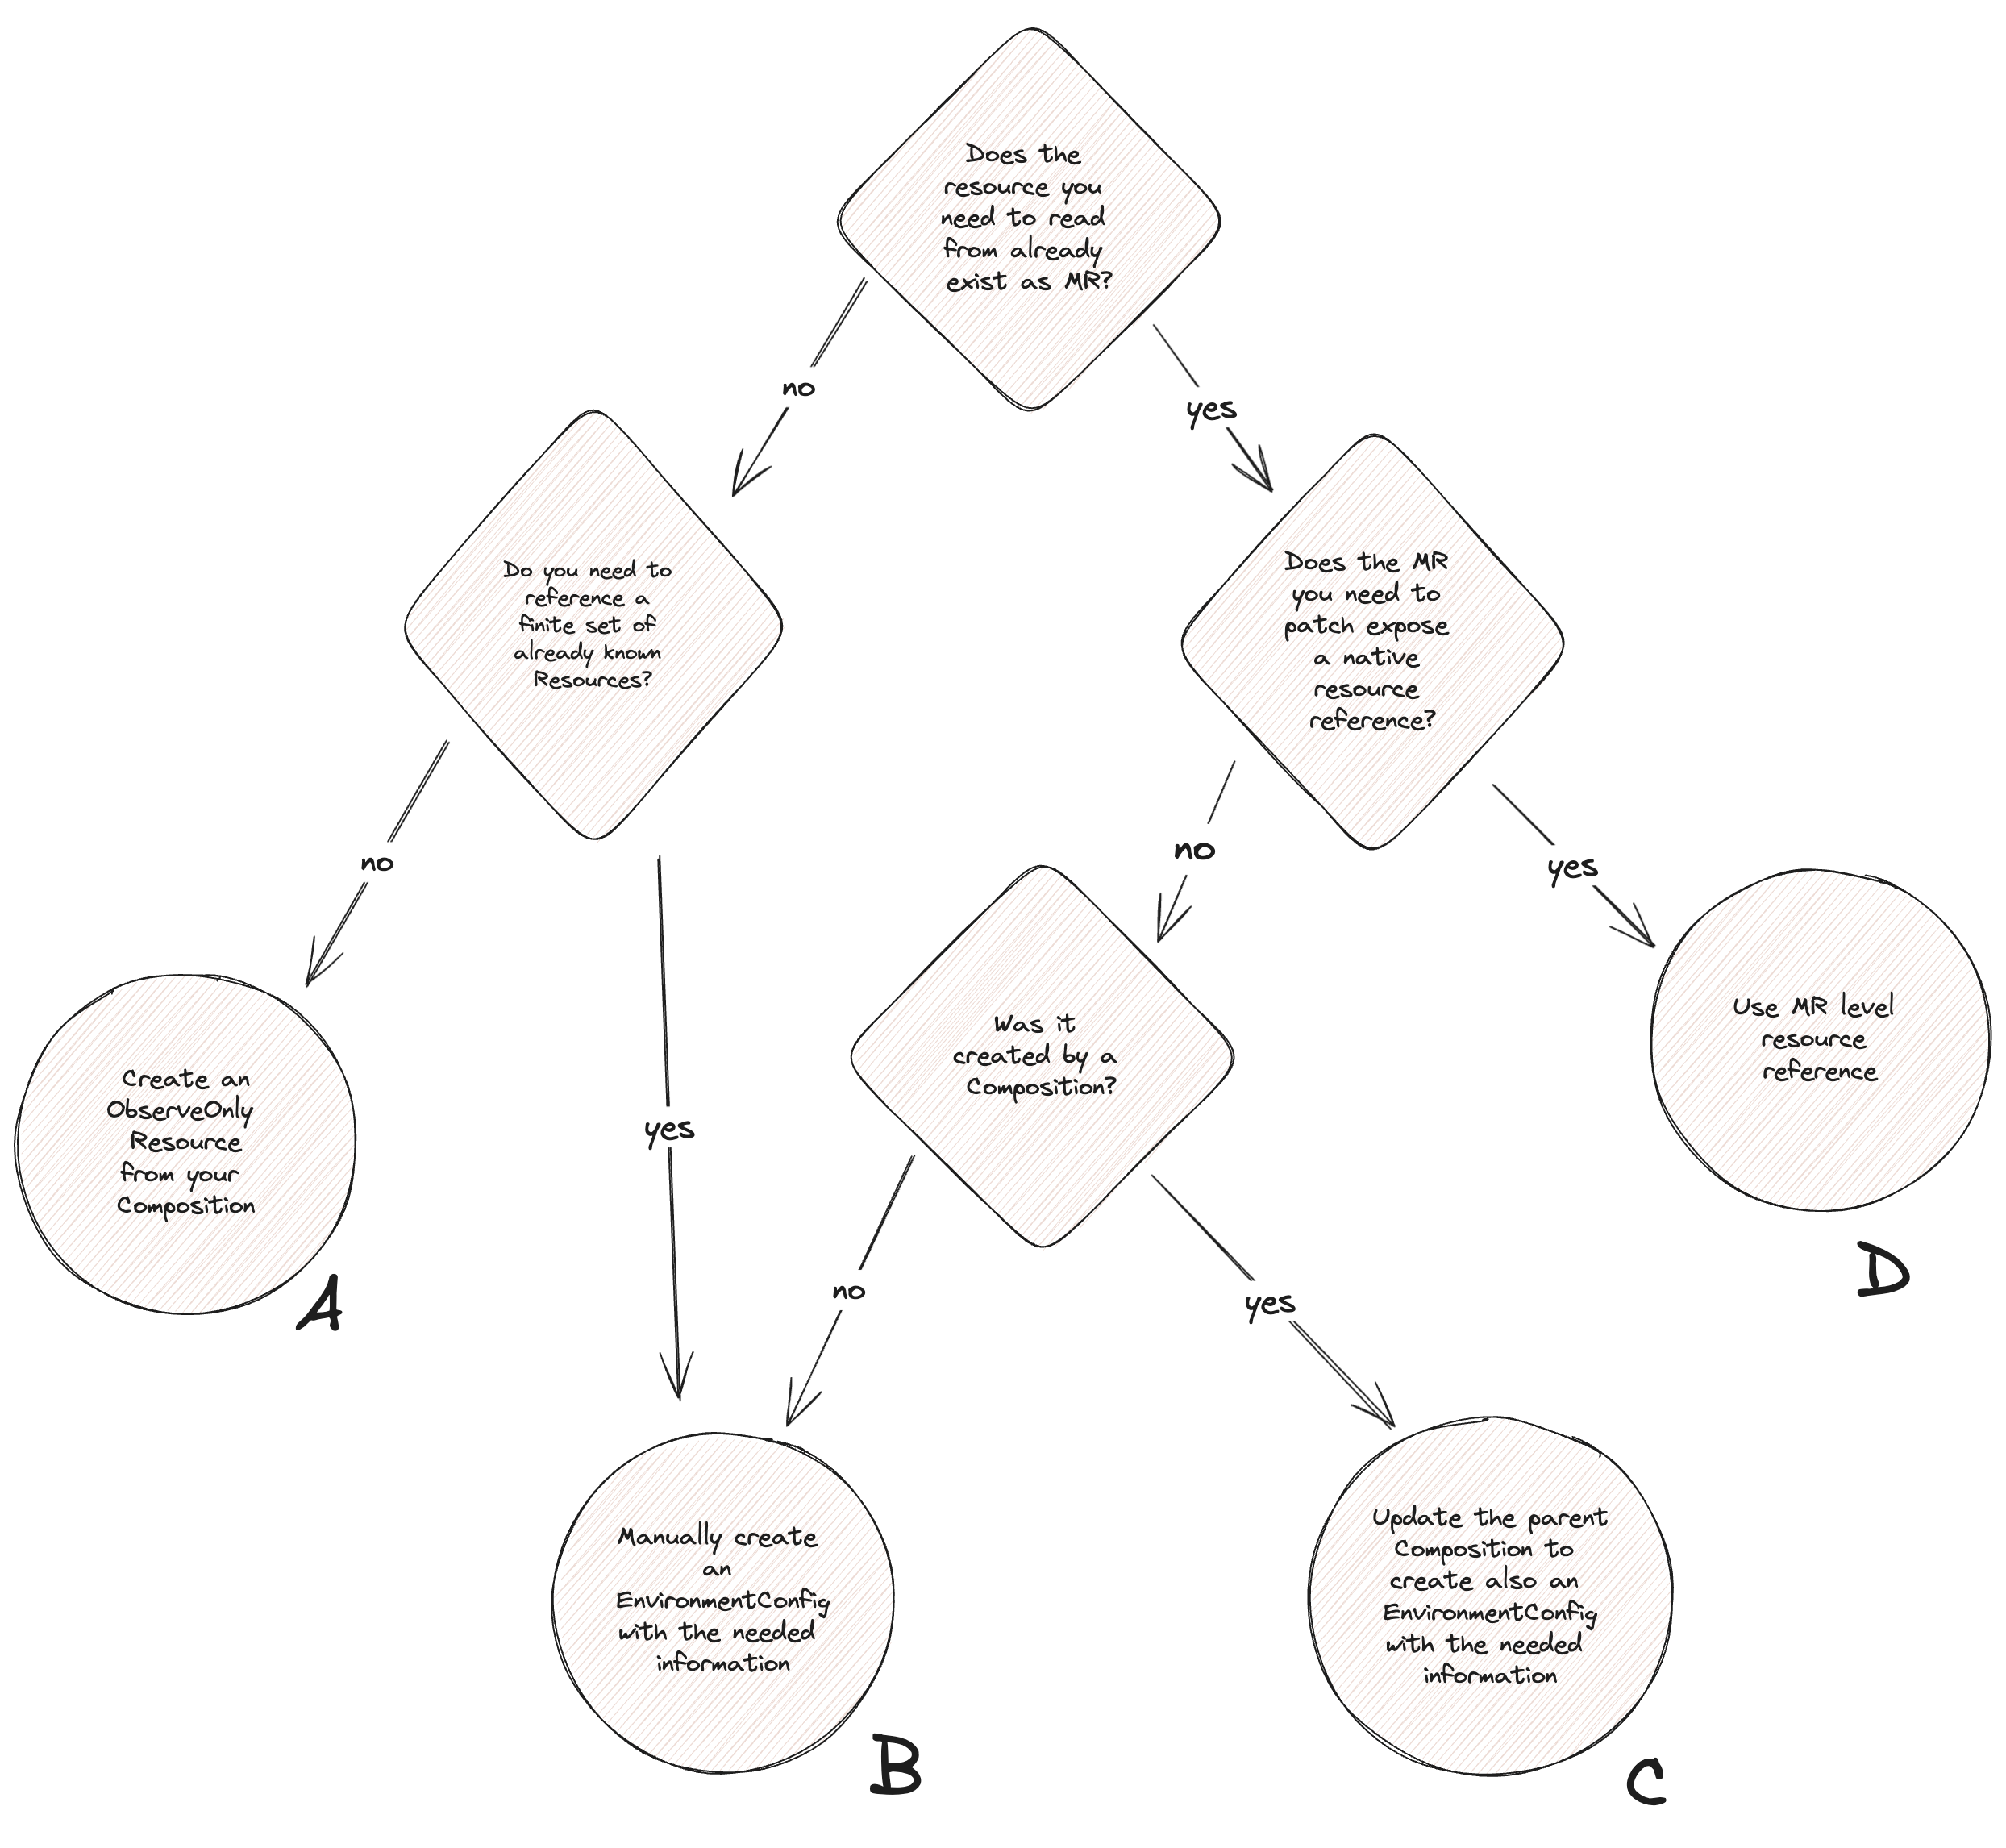 Does the
resource you
need to read
from already
exist as MR?
no
yes
Do you need to
reference a
finite set of
already known
Resources?
Does the MR
you need to
patch expose
a native
resource
reference?
no
yes
no
yes
Create an
ObserveOnly
Resource
from your
Composition
A
yes
Was it
created by a
Composition?
Use MR level
resource
reference
D
no
yes
Manually create
an
EnvironmentConfig
with the needed
information
B
Update the parent
Composition to
create also an
EnvironmentConfig
with the needed
information
C